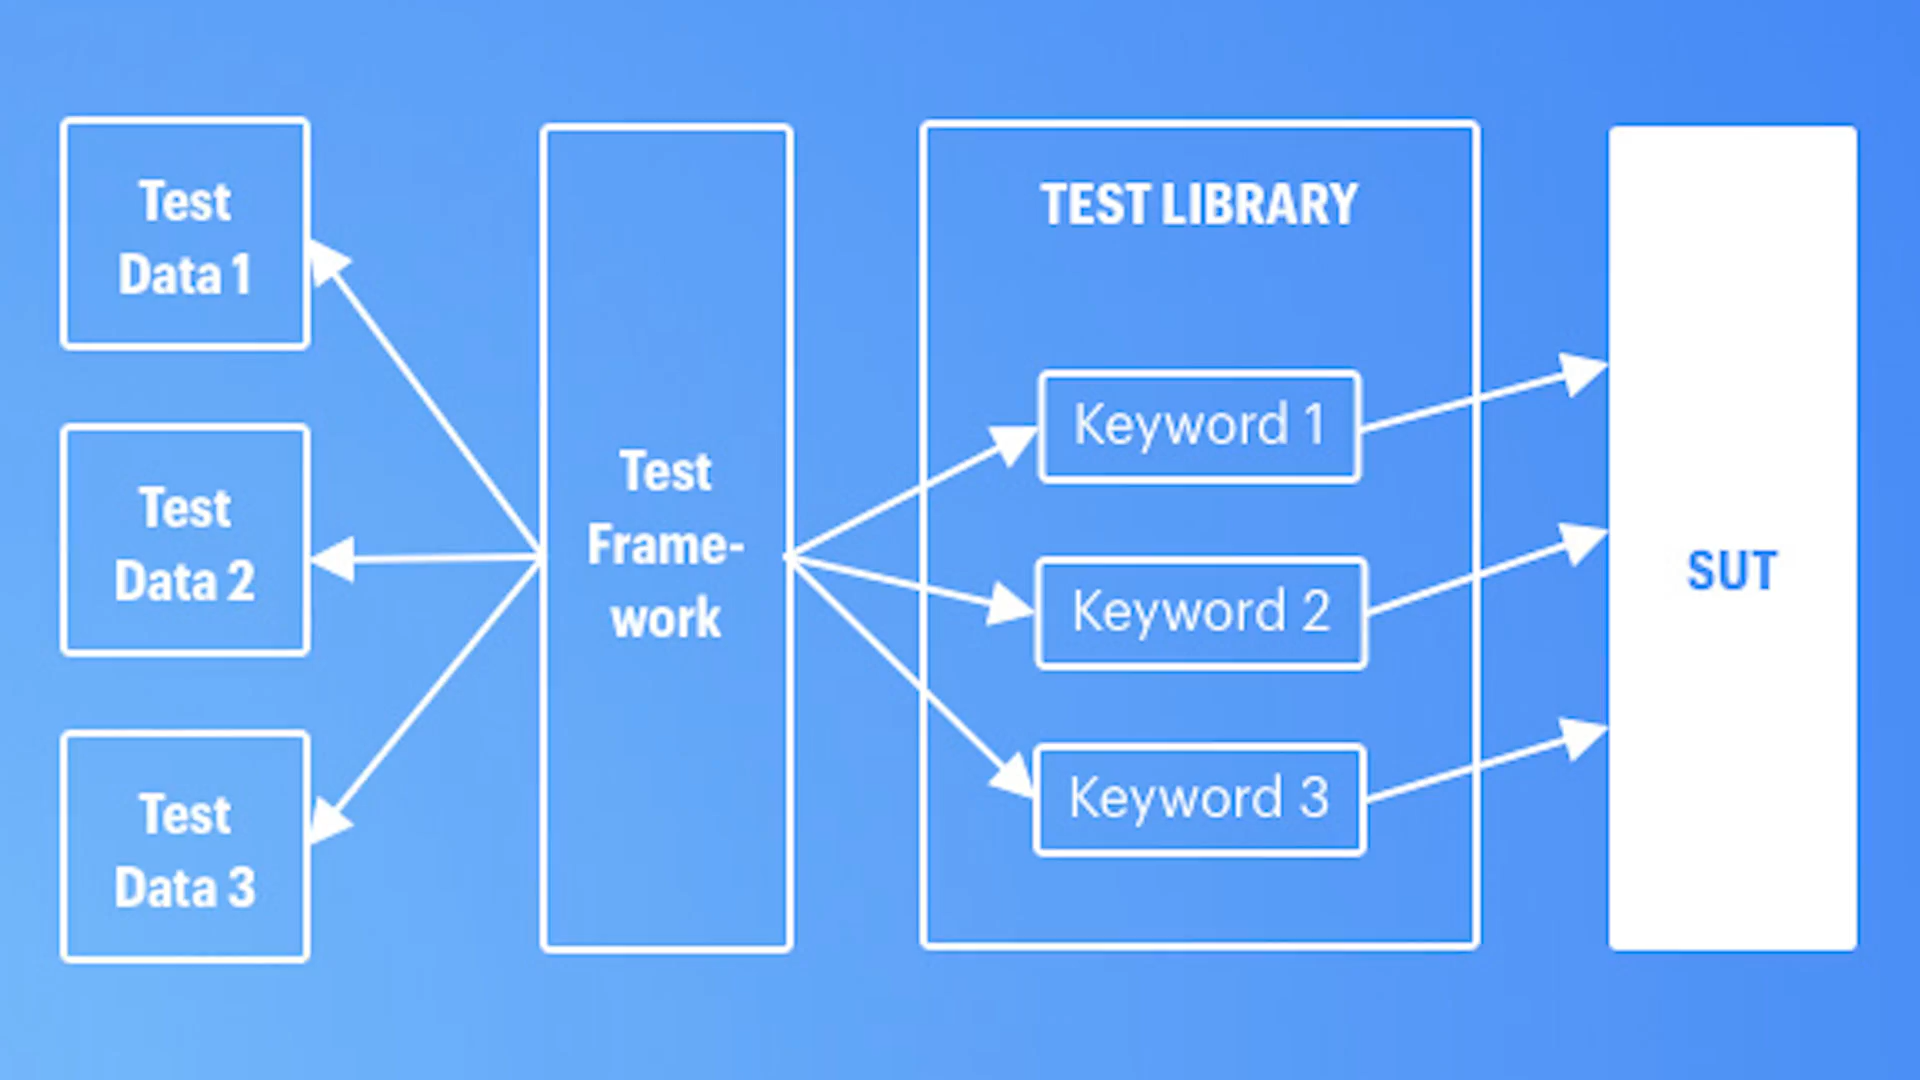 Test
Data 1
Test
Data 2
Test
Data 3
Test
Frame-
work
TEST LIBRARY
Keyword 1
Keyword 2
Keyword 3
SUT